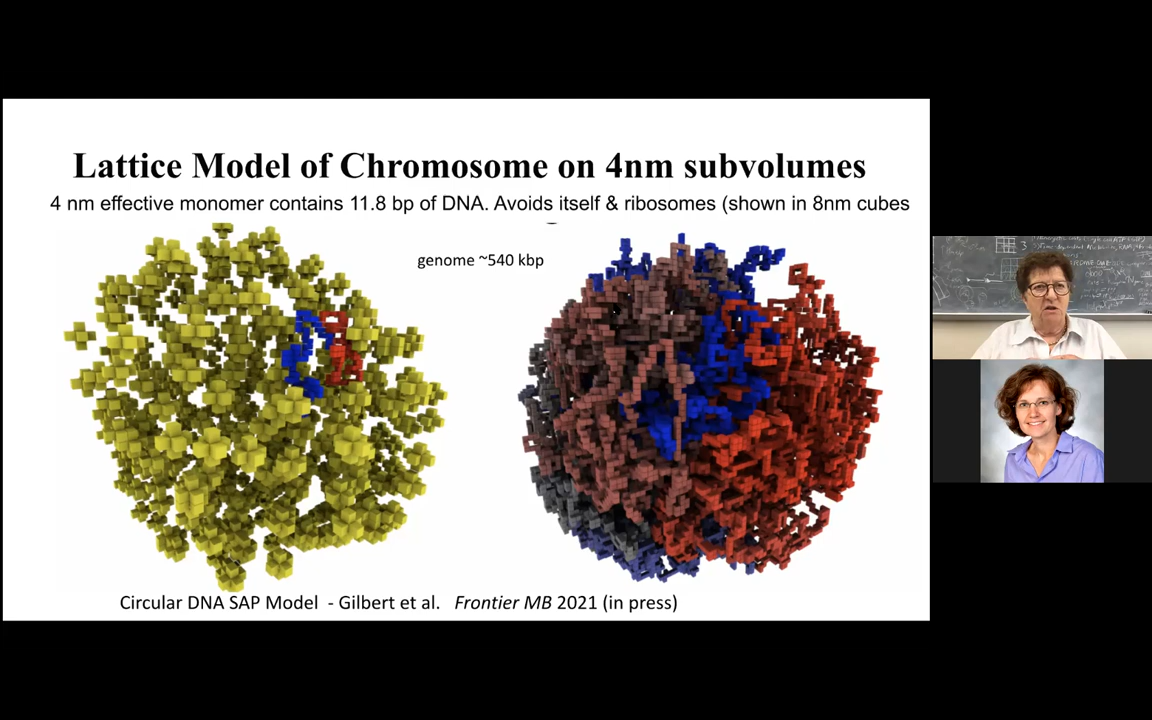 Lattice Model of Chromosome on 4nm subvolumes
4 nm effective monomer contains 11.8 bp of DNA. Avoids itself & ribosomes (shown in 8nm cubes
genome ~540 kbp
Circular DNA SAP Model - Gilbert et al. Frontier MB 2021 (in press)
3